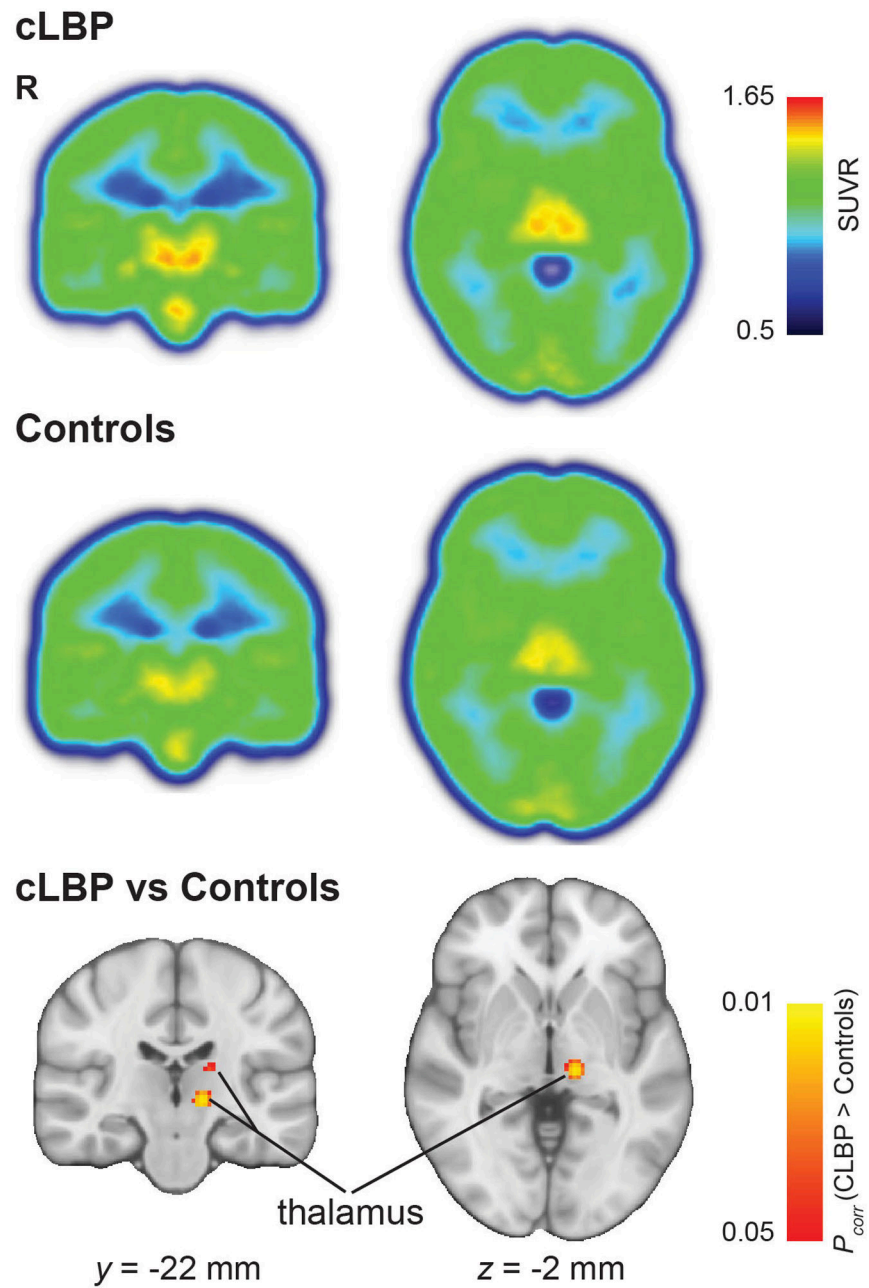 cLBP
R
1.65
SUVR
0.5
Controls
cLBP vs Controls
0.01
P corr (CLBP > Controls)
0.05
thalamus
y = -22 mm
z = -2 mm